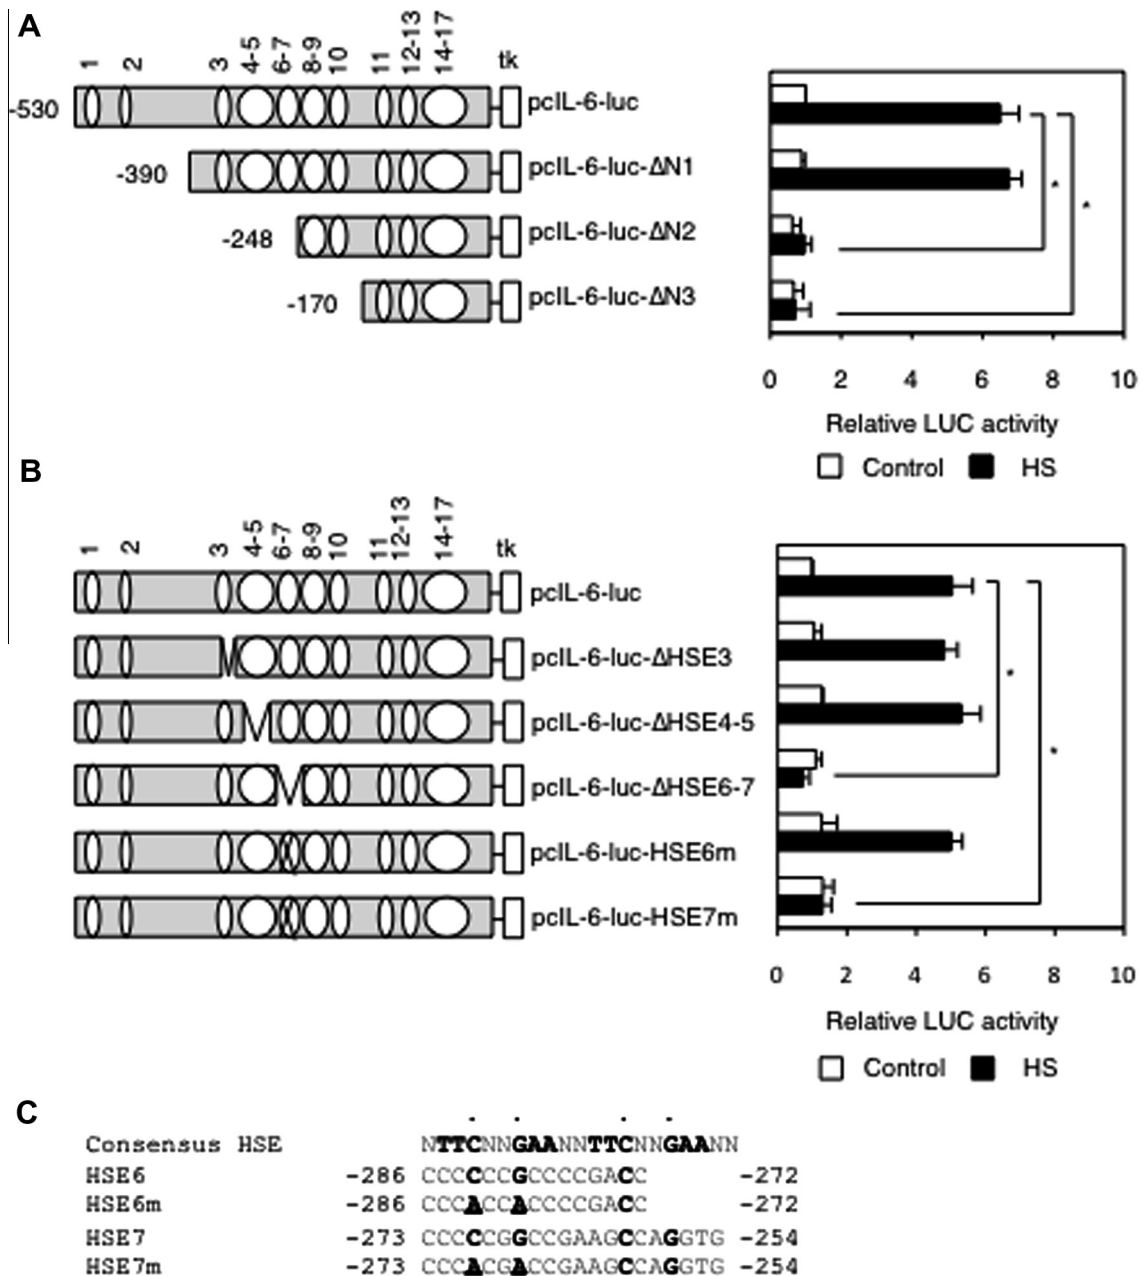 A
1 2 3 4-5 6-7 8-9 10 11 12-13 14-17 tk
-530 pcIL-6-luc
-390 pcIL-6-luc-ΔN1
-248 pcIL-6-luc-ΔN2
-170 pcIL-6-luc-ΔN3
* *
0 2 4 6 8 10
Relative LUC activity
Control HS
B
1 2 3 4-5 6-7 8-9 10 11 12-13 14-17 tk
pcIL-6-luc
pcIL-6-luc-ΔHSE3
pcIL-6-luc-ΔHSE4-5
pcIL-6-luc-ΔHSE6-7
pcIL-6-luc-HSE6m
pcIL-6-luc-HSE7m
* *
0 2 4 6 8 10
Relative LUC activity
Control HS
C
. . . .
Consensus HSE NTTCNNGAANNTTCNNGAANN
HSE6 -286 CCCCCCGCCCCGACC -272
HSE6m -286 CCCACCACCCCGACC -272
HSE7 -273 CCCCCGGCCGAAGCCAGGTG -254
HSE7m -273 CCCACGACCGAAGCCAGGTG -254